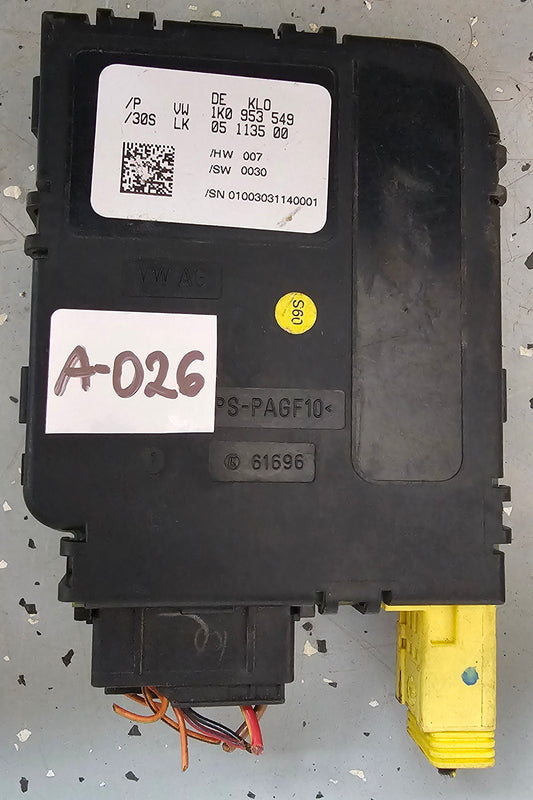 DE KLO
/P VW 1K0 953 549
/30S LK 05 1135 00
/HW 007
/SW 0030
/SN 01003031140001
VW AG
S60
A-026
PS-PAGF10<
61696